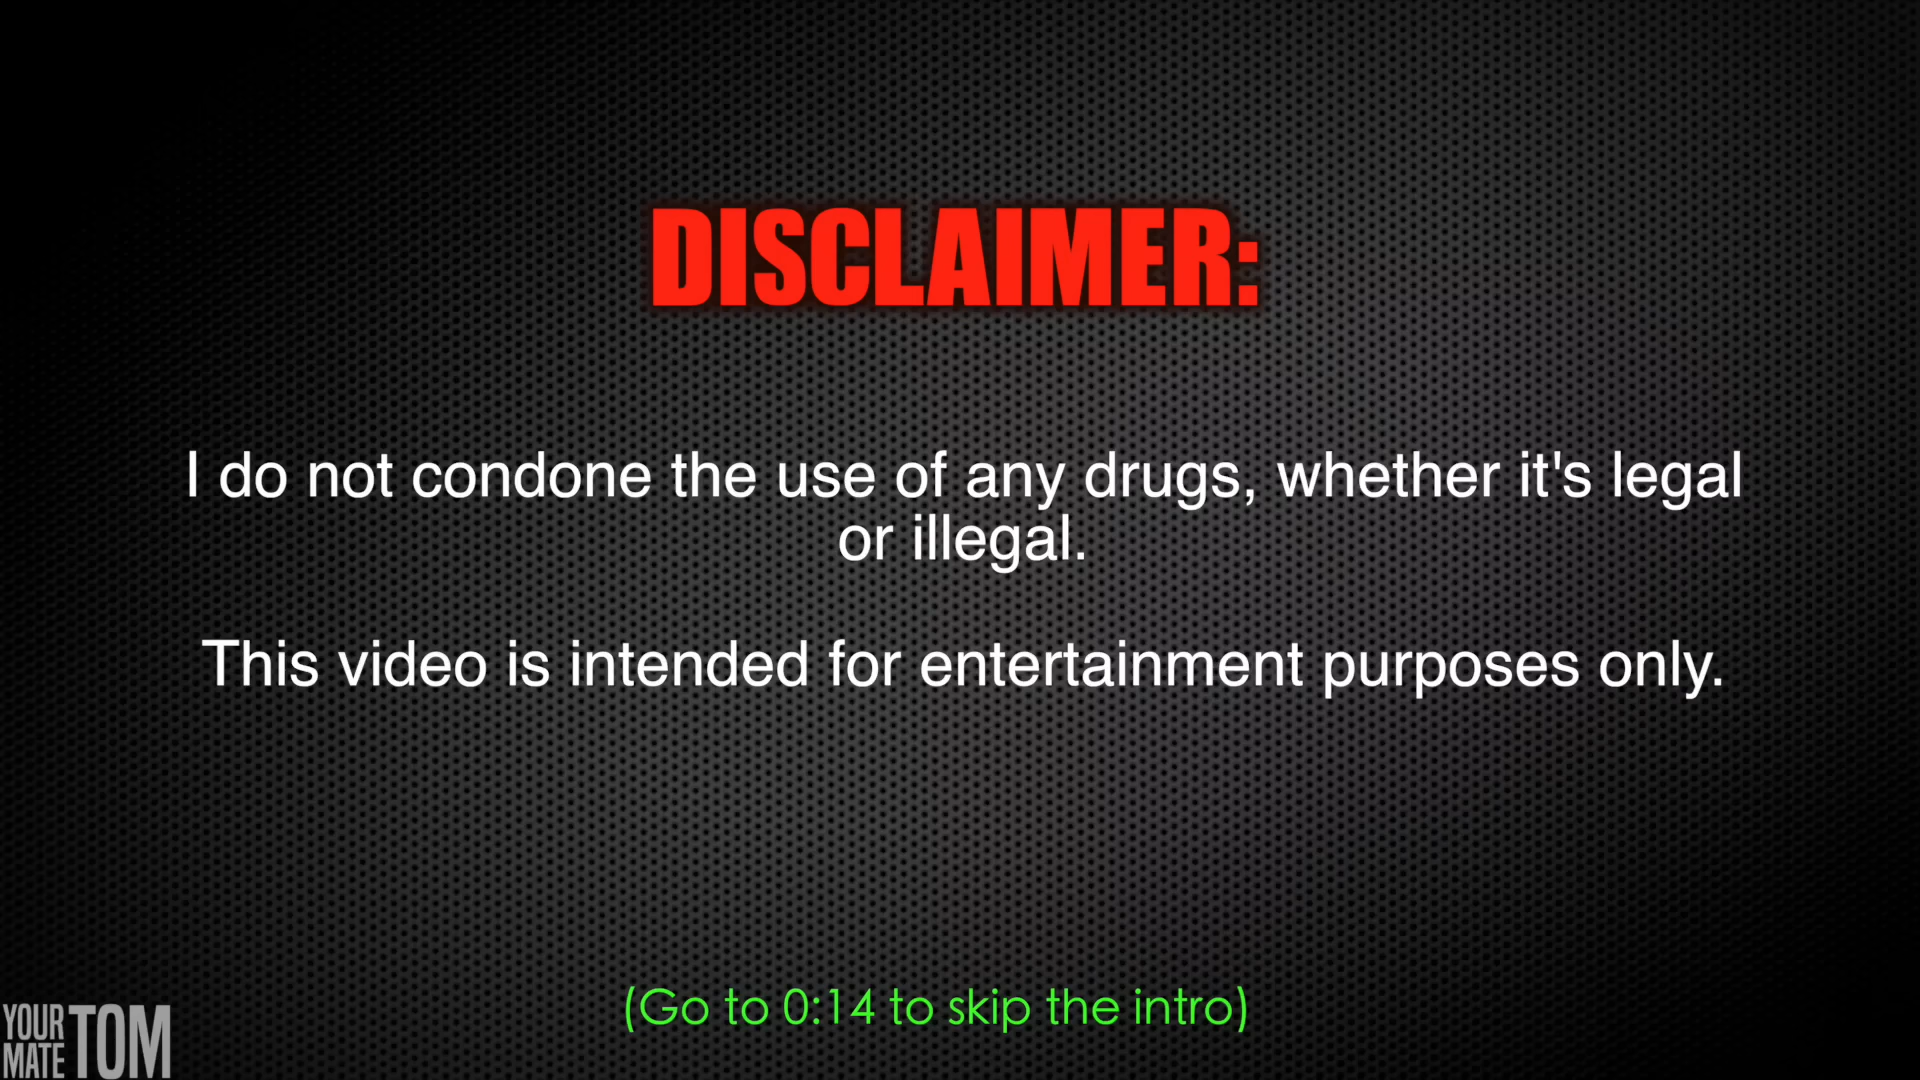 DISCLAIMER:
I do not condone the use of any drugs, whether it's legal
or illegal.
This video is intended for entertainment purposes only.
(Go to 0:14 to skip the intro)
YOUR
MATE
TOM